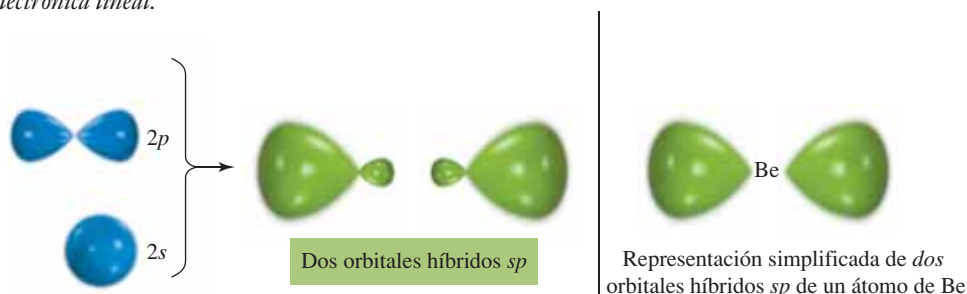 electrónica lineal.
2p
2s
Dos orbitales híbridos sp
Be
Representación simplificada de dos
orbitales híbridos sp de un átomo de Be